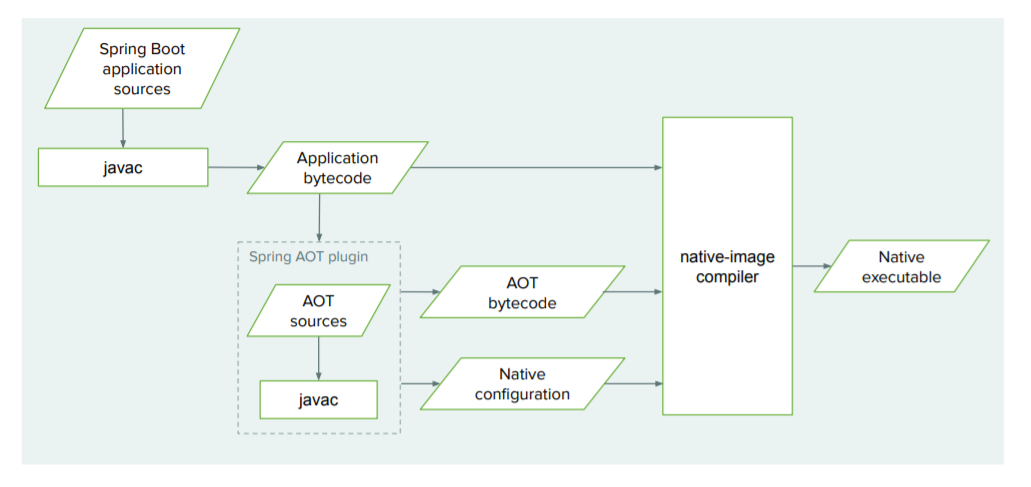 Spring Boot
application
sources
javac
Application
bytecode
Spring AOT plugin
AOT
sources
javac
AOT
bytecode
Native
configuration
native-image
compiler
Native
executable